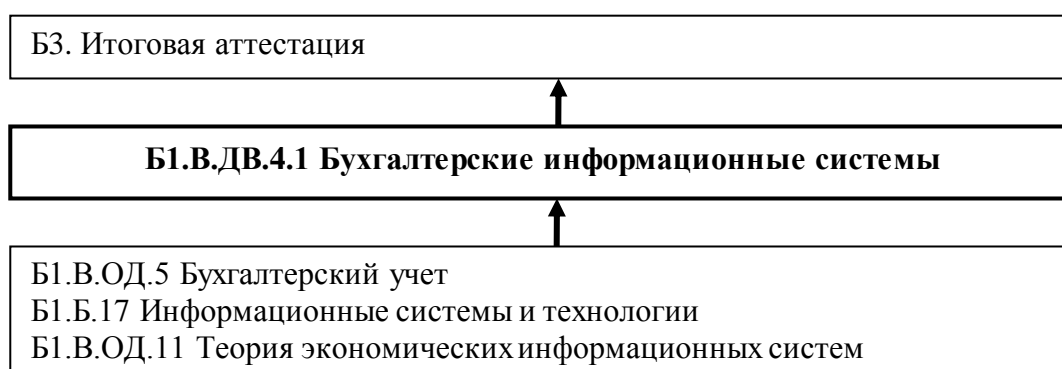 Б3. Итоговая аттестация
Б1.В.ДВ.4.1 Бухгалтерские информационные системы
Б1.В.ОД.5 Бухгалтерский учет
Б1.Б.17 Информационные системы и технологии
Б1.В.ОД.11 Теория экономических информационных систем